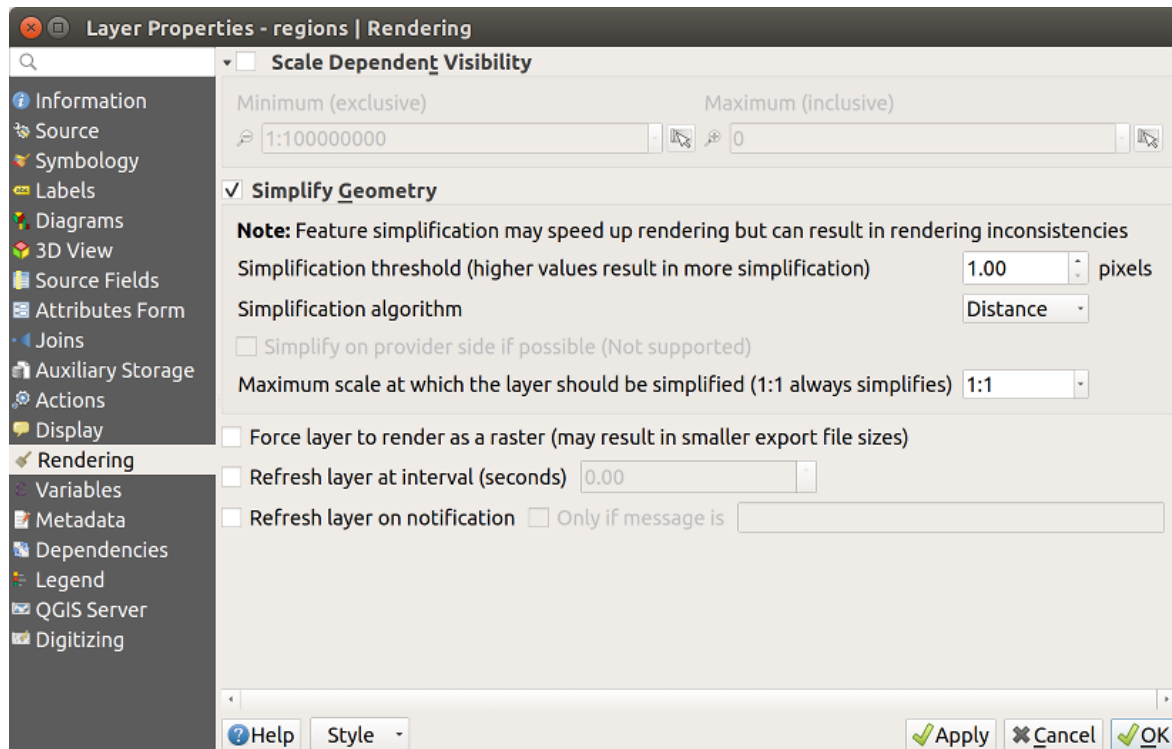 Layer Properties - regions | Rendering
Information
Source
Symbology
Labels
Diagrams
3D View
Source Fields
Attributes Form
Joins
Auxiliary Storage
Actions
Display
Rendering
Variables
Metadata
Dependencies
Legend
QGIS Server
Digitizing
Scale Dependent Visibility
Minimum (exclusive) Maximum (inclusive)
1:100000000 0
Simplify Geometry
Note: Feature simplification may speed up rendering but can result in rendering inconsistencies
Simplification threshold (higher values result in more simplification) 1.00 pixels
Simplification algorithm Distance
Simplify on provider side if possible (Not supported)
Maximum scale at which the layer should be simplified (1:1 always simplifies) 1:1
Force layer to render as a raster (may result in smaller export file sizes)
Refresh layer at interval (seconds) 0.00
Refresh layer on notification Only if message is
Help Style Apply Cancel OK